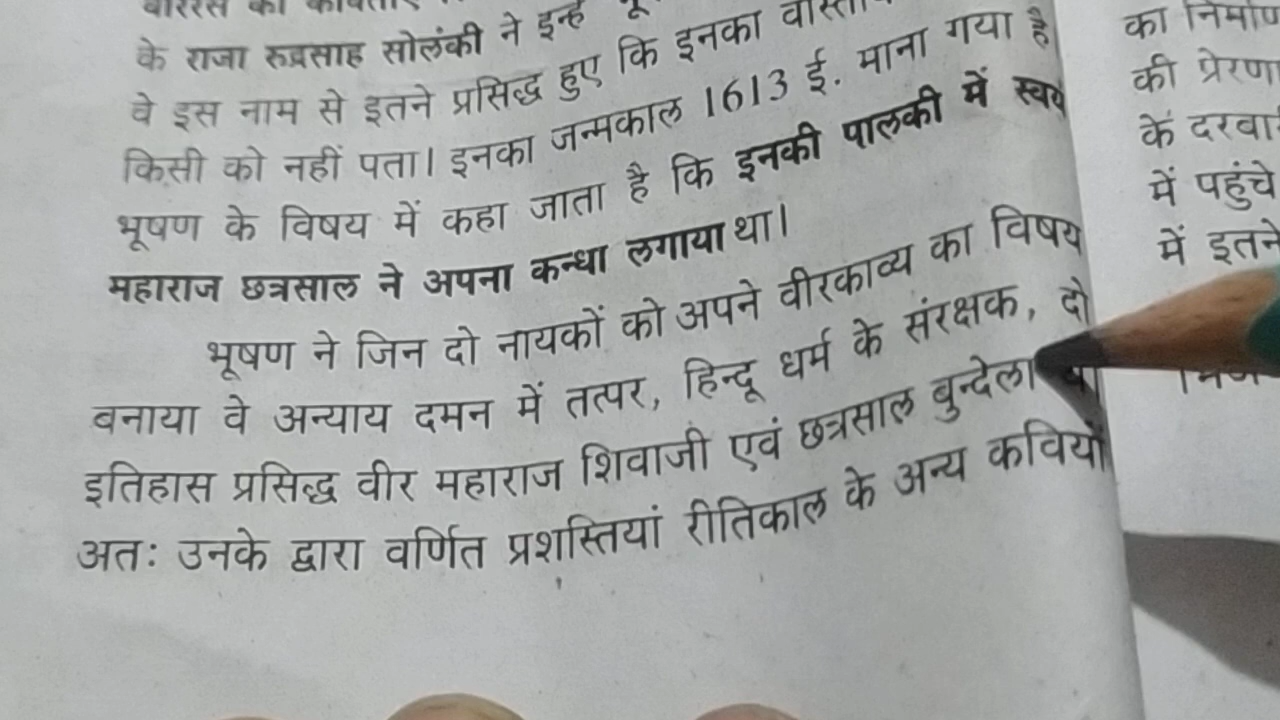 के राजा रुद्रसाह सोलंकी ने इन्हें
वे इस नाम से इतने प्रसिद्ध हुए कि इनका
किसी को नहीं पता। इनका जन्मकाल 1613 ई. माना गया है
भूषण के विषय में कहा जाता है कि इनकी पालकी में स्वयं
महाराज छत्रसाल ने अपना कन्धा लगाया था।
भूषण ने जिन दो नायकों को अपने वीरकाव्य का विषय
बनाया वे अन्याय दमन में तत्पर, हिन्दू धर्म के संरक्षक, दो
इतिहास प्रसिद्ध वीर महाराज शिवाजी एवं छत्रसाल बुन्देला
अतः उनके द्वारा वर्णित प्रशस्तियां रीतिकाल के अन्य कवियों
का निर्माण
की प्रेरणा
के
में पहुंचे
में इतने